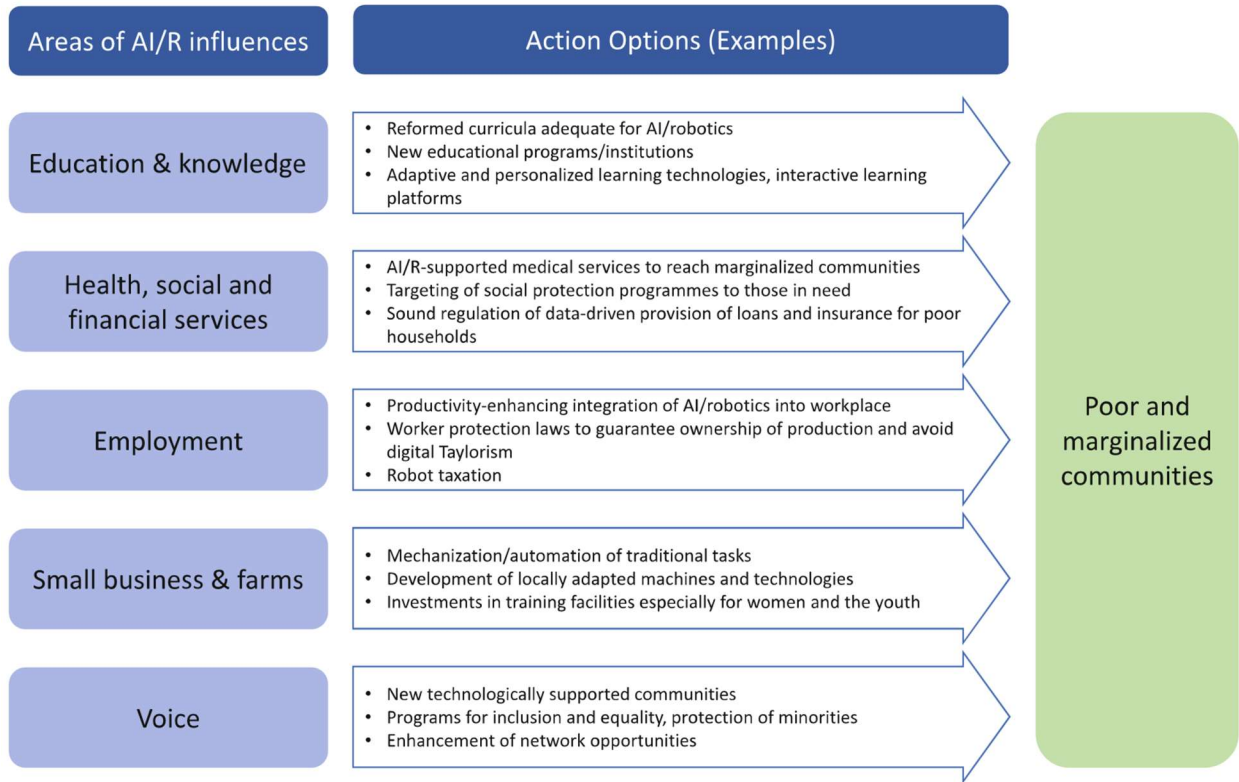 Areas of AI/R influences
Action Options (Examples)
Education & knowledge
• Reformed curricula adequate for AI/robotics
• New educational programs/institutions
• Adaptive and personalized learning technologies, interactive learning
platforms
Health, social and
financial services
• AI/R-supported medical services to reach marginalized communities
• Targeting of social protection programmes to those in need
• Sound regulation of data-driven provision of loans and insurance for poor
households
Employment
• Productivity-enhancing integration of AI/robotics into workplace
• Worker protection laws to guarantee ownership of production and avoid
digital Taylorism
• Robot taxation
Small business & farms
• Mechanization/automation of traditional tasks
• Development of locally adapted machines and technologies
• Investments in training facilities especially for women and the youth
Voice
• New technologically supported communities
• Programs for inclusion and equality, protection of minorities
• Enhancement of network opportunities
Poor and
marginalized
communities